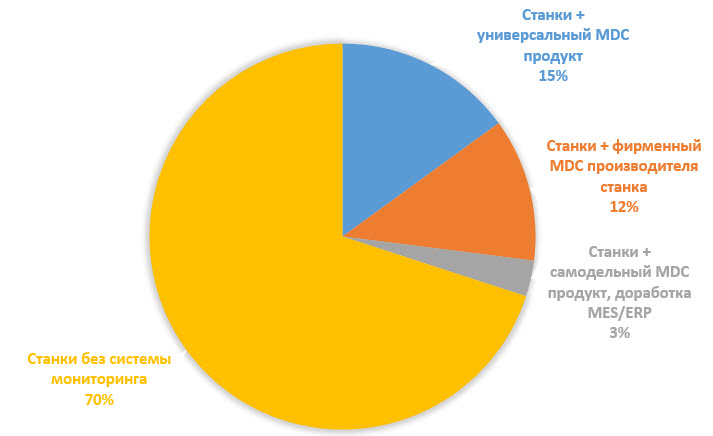 Станки +
универсальный MDC
продукт
15%
Станки + фирменный
MDC производителя
станка
12%
Станки +
самодельный MDC
продукт, доработка
MES/ERP
3%
Станки без системы
мониторинга
70%